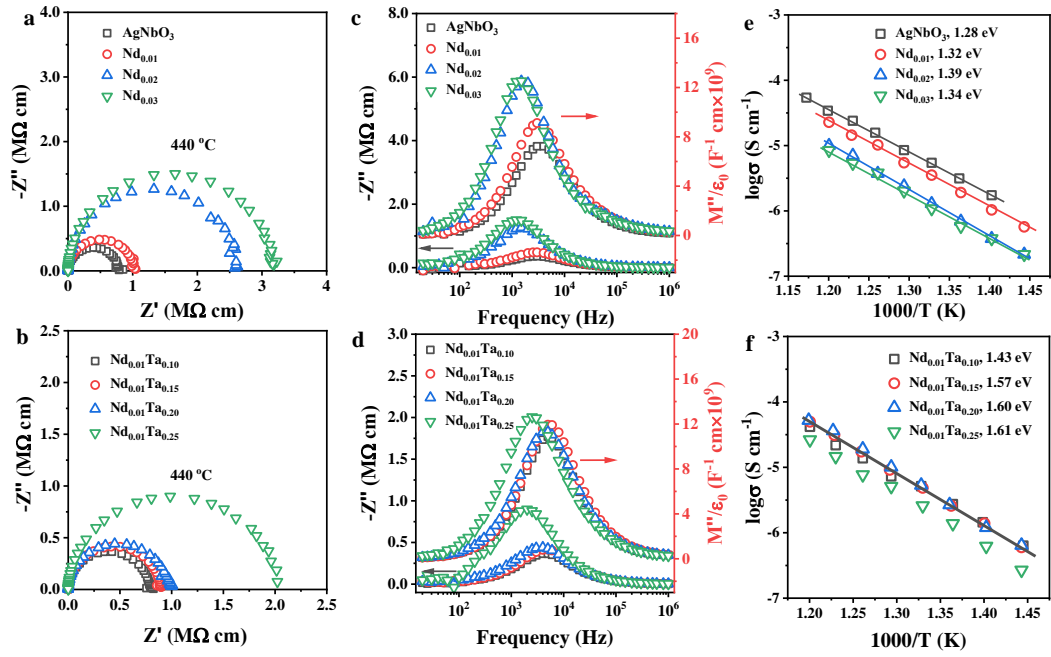 a
AgNbO₃
Nd₀.₀₁
Nd₀.₀₂
Nd₀.₀₃
440 °C
-Z" (MΩ cm)
2.5
2.0
1.5
1.0
0.5
0.0
0 1 2 3 4
Z' (MΩ cm)
c
AgNbO₃
Nd₀.₀₁
Nd₀.₀₂
Nd₀.₀₃
-Z" (MΩ cm)
8.0
6.0
4.0
2.0
0.0
10² 10³ 10⁴ 10⁵ 10⁶
Frequency (Hz)
16
12
8
4
0
M"/ε₀ (F⁻¹ cm×10⁹)
e
AgNbO₃, 1.28 eV
Nd₀.₀₁, 1.32 eV
Nd₀.₀₂, 1.39 eV
Nd₀.₀₃, 1.34 eV
logσ (S cm⁻¹)
-3
-4
-5
-6
-7
1.15 1.20 1.25 1.30 1.35 1.40 1.45
1000/T (K)
b
Nd₀.₀₁Ta₀.₁₀
Nd₀.₀₁Ta₀.₁₅
Nd₀.₀₁Ta₀.₂₀
Nd₀.₀₁Ta₀.₂₅
440 °C
-Z" (MΩ cm)
2.5
2.0
1.5
1.0
0.5
0.0
0.0 0.5 1.0 1.5 2.0 2.5
Z' (MΩ cm)
d
Nd₀.₀₁Ta₀.₁₀
Nd₀.₀₁Ta₀.₁₅
Nd₀.₀₁Ta₀.₂₀
Nd₀.₀₁Ta₀.₂₅
-Z" (MΩ cm)
3.0
2.5
2.0
1.5
1.0
0.5
0.0
10² 10³ 10⁴ 10⁵ 10⁶
Frequency (Hz)
20
16
12
8
4
0
M"/ε₀ (F⁻¹ cm×10⁹)
f
Nd₀.₀₁Ta₀.₁₀, 1.43 eV
Nd₀.₀₁Ta₀.₁₅, 1.57 eV
Nd₀.₀₁Ta₀.₂₀, 1.60 eV
Nd₀.₀₁Ta₀.₂₅, 1.61 eV
logσ (S cm⁻¹)
-3
-4
-5
-6
-7
1.20 1.25 1.30 1.35 1.40 1.45
1000/T (K)